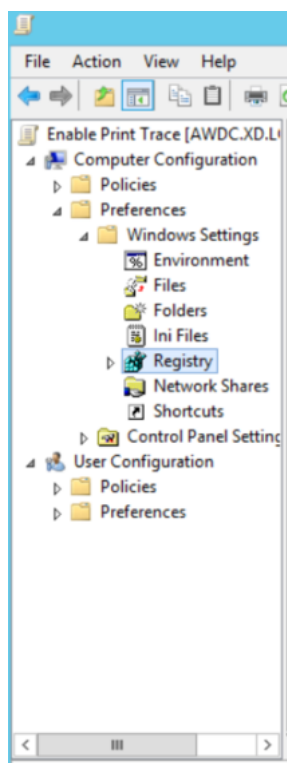 File Action View Help
Enable Print Trace [AWDC.XD.L
Computer Configuration
Policies
Preferences
Windows Settings
Environment
Files
Folders
Ini Files
Registry
Network Shares
Shortcuts
Control Panel Setting
User Configuration
Policies
Preferences